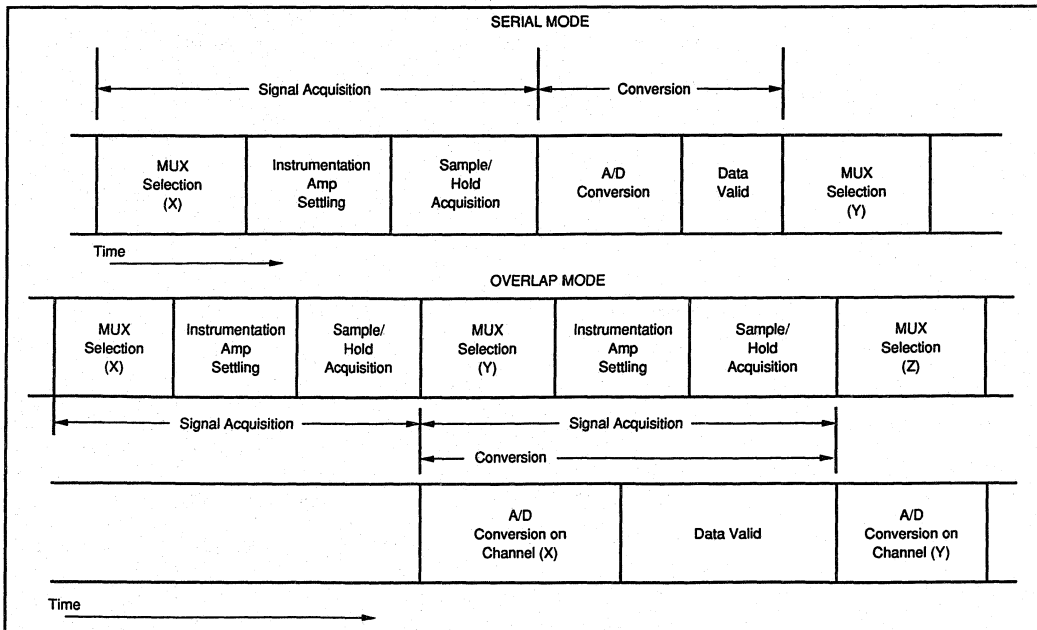 SERIAL MODE
Signal Acquisition
Conversion
MUX
Selection
(X)
Instrumentation
Amp
Settling
Sample/
Hold
Acquisition
A/D
Conversion
Data
Valid
MUX
Selection
(Y)
Time
OVERLAP MODE
MUX
Selection
(X)
Instrumentation
Amp
Settling
Sample/
Hold
Acquisition
MUX
Selection
(Y)
Instrumentation
Amp
Settling
Sample/
Hold
Acquisition
MUX
Selection
(Z)
Signal Acquisition
Signal Acquisition
Conversion
A/D
Conversion on
Channel (X)
Data Valid
A/D
Conversion on
Channel (Y)
Time